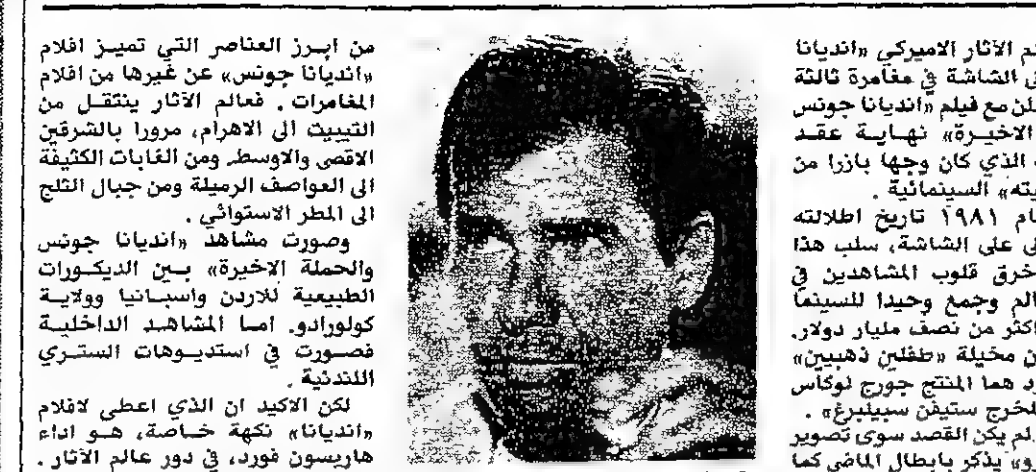 م الآثار الاميركي «انديانا
الشاشة في مغامرة ثالثة
لن مع فيلم «انديانا جونس
الاخيرة» نهاية عقد
الذي كان وجها بارزا من
السينمائية .
ام ١٩٨١ تاريخ اطلالته
لى على الشاشة، سلب هذا
خرق قلوب المشاهدين في
الم وجمع وحيدا للسينما
كثر من نصف مليار دولار.
ن مخيلة «طفلين ذهبيين»
د هما المنتج جورج لوكاس
لخرج ستيفن سبيلبرغ» .
لم يكن القصد سوى تصوير
يذكر بابطال الماضي كما
من ابرز العناصر التي تميز افلام
«انديانا جونس» عن غيرها من افلام
المغامرات . فعالم الآثار ينتقل من
التيبيت الى الاهرام، مرورا بالشرقين
الاقصى والاوسط. ومن الغابات الكثيفة
الى العواصف الرميلة ومن جبال الثلج
الى المطر الاستوائي .
وصورت مشاهد «انديانا جونس
والحملة الاخيرة» بين الديكورات
الطبيعية للاردن واسبانيا وولاية
كولورادو. اما المشاهد الداخلية
فصورت في استديوهات الستري
اللندنية .
لكن الاكيد ان الذي اعطى لافلام
«انديانا» نكهة خاصة، هو اداء
هاريسون فورد، في دور عالم الآثار .